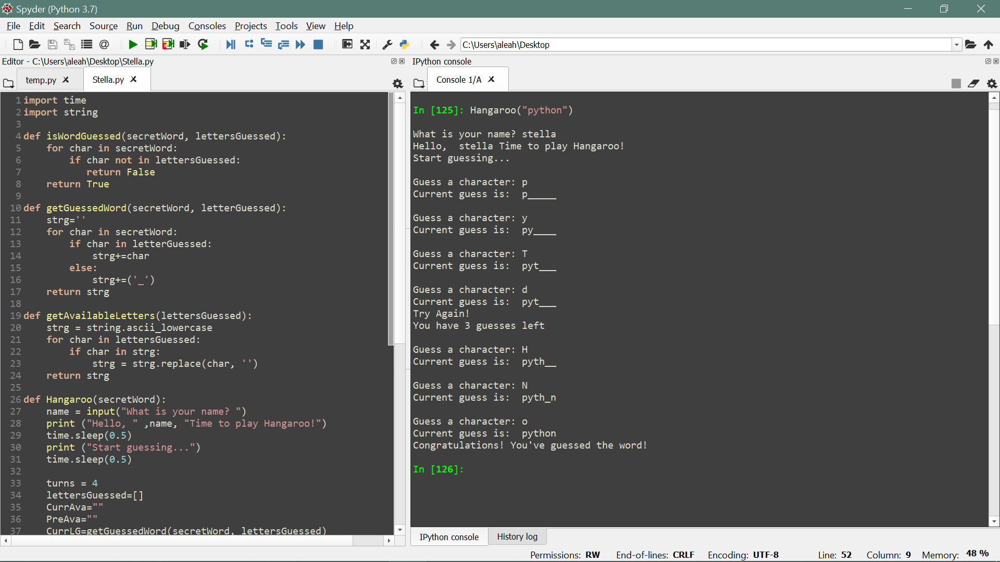 Spyder (Python 3.7)
File Edit Search Source Run Debug Consoles Projects Tools View Help
C:\Users\aleah\Desktop
Editor - C:\Users\aleah\Desktop\Stella.py
temp.py
Stella.py
1 import time
2 import string
3
4 def isWordGuessed(secretWord, lettersGuessed):
5     for char in secretWord:
6         if char not in lettersGuessed:
7            return False
8     return True
9
10 def getGuessedWord(secretWord, letterGuessed):
11     strg=''
12     for char in secretWord:
13         if char in letterGuessed:
14             strg+=char
15         else:
16             strg+=('_')
17     return strg
18
19 def getAvailableLetters(lettersGuessed):
20     strg = string.ascii_lowercase
21     for char in lettersGuessed:
22         if char in strg:
23             strg = strg.replace(char, '')
24     return strg
25
26 def Hangaroo(secretWord):
27     name = input("What is your name? ")
28     print ("Hello, " ,name, "Time to play Hangaroo!")
29     time.sleep(0.5)
30     print ("Start guessing...")
31     time.sleep(0.5)
32
33     turns = 4
34     lettersGuessed=[]
35     CurrAva=""
36     PreAva=""
37     CurrLG=getGuessedWord(secretWord, lettersGuessed)
IPython console
Console 1/A
In [125]: Hangaroo("python")
What is your name? stella
Hello,  stella Time to play Hangaroo!
Start guessing...
Guess a character: p
Current guess is:  p_____
Guess a character: y
Current guess is:  py____
Guess a character: T
Current guess is:  pyt___
Guess a character: d
Current guess is:  pyt___
Try Again!
You have 3 guesses left
Guess a character: H
Current guess is:  pyth__
Guess a character: N
Current guess is:  pyth_n
Guess a character: o
Current guess is:  python
Congratulations! You've guessed the word!
In [126]:
IPython console
History log
Permissions: RW End-of-lines: CRLF Encoding: UTF-8 Line: 52 Column: 9 Memory: 48 %